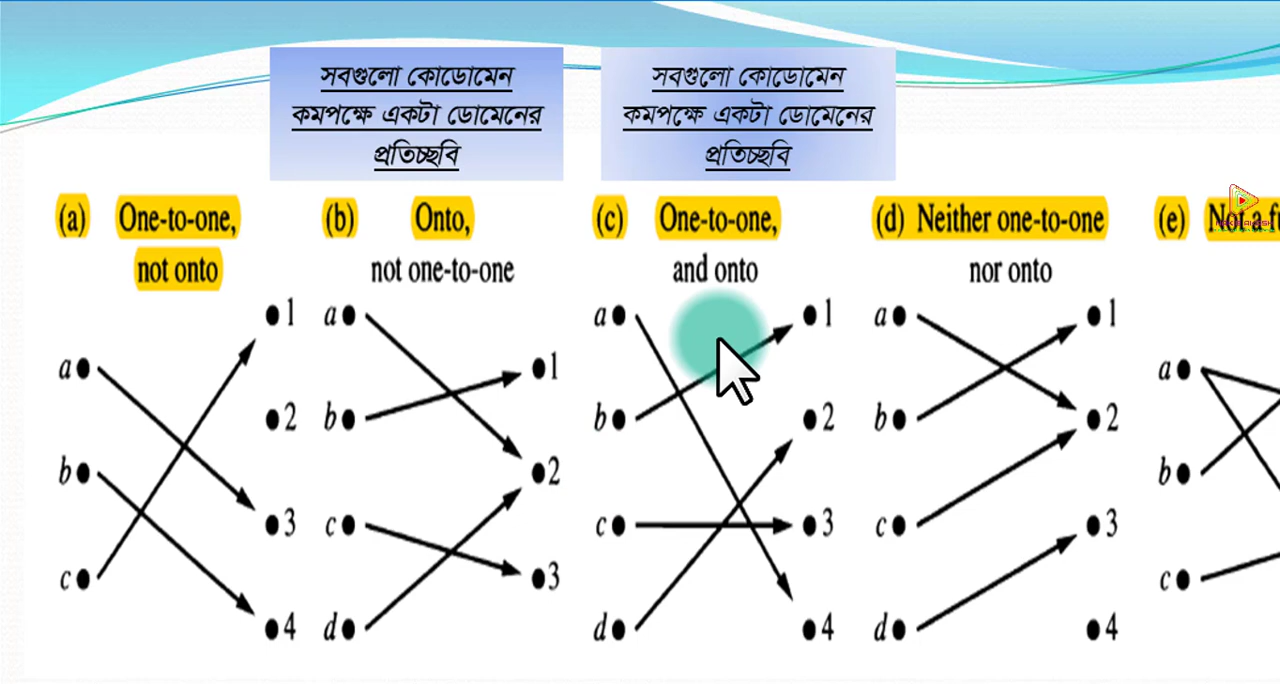 সবগুলো কোডোমেন
কমপক্ষে একটা ডোমেনের
প্রতিচ্ছবি
সবগুলো কোডোমেন
কমপক্ষে একটা ডোমেনের
প্রতিচ্ছবি
(a) One-to-one,
not onto
a
b
c
1
2
3
4
(b) Onto,
not one-to-one
a
b
c
d
1
2
3
(c) One-to-one,
and onto
a
b
c
d
1
2
3
4
(d) Neither one-to-one
nor onto
a
b
c
d
1
2
3
4
(e) Not a
a
b
c